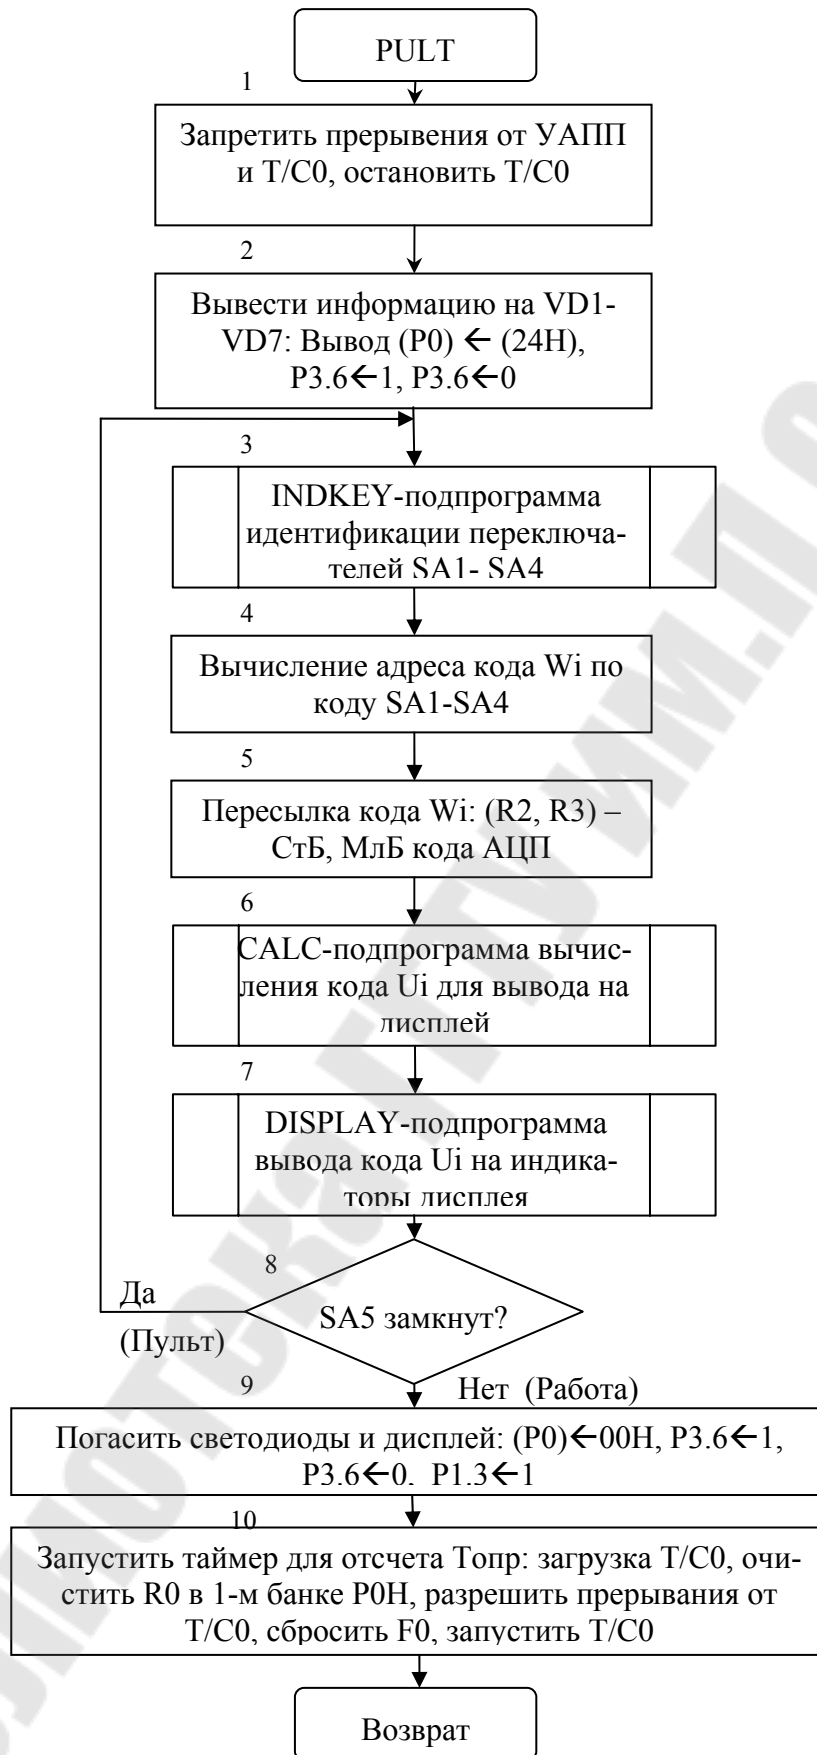 PULT
1
Запретить прерывения от УАПП
и Т/С0, остановить Т/С0
2
Вывести информацию на VD1-
VD7: Вывод (P0) 🡨 (24H),
P3.6🡨1, P3.6🡨0
3
INDKEY-подпрограмма
идентификации переключа-
телей SA1- SA4
4
Вычисление адреса кода Wi по
коду SA1-SA4
5
Пересылка кода Wi: (R2, R3) –
СтБ, МлБ кода АЦП
6
CALC-подпрограмма вычис-
ления кода Ui для вывода на
дисплей
7
DISPLAY-подпрограмма
вывода кода Ui на индика-
торы дисплея
8
SA5 замкнут?
Да
(Пульт)
Нет (Работа)
9
Погасить светодиоды и дисплей: (P0)🡨00H, P3.6🡨1,
P3.6🡨0, P1.3🡨1
10
Запустить таймер для отсчета Tопр: загрузка T/C0, очи-
стить R0 в 1-м банке P0H, разрешить прерывания от
T/C0, сбросить F0, запустить T/C0
Возврат